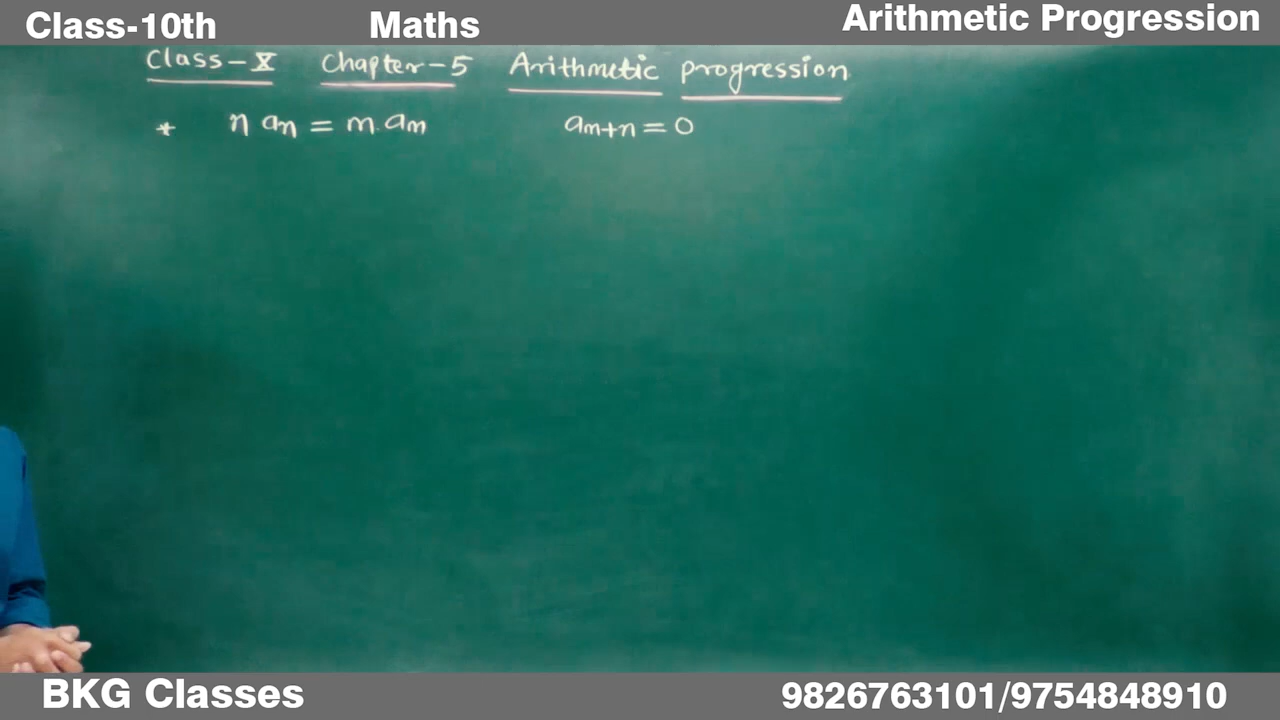 Class-10th Maths Arithmetic Progression
Class-X Chapter-5 Arithmetic progression
* n an = m.am am+n = 0
BKG Classes 9826763101/9754848910